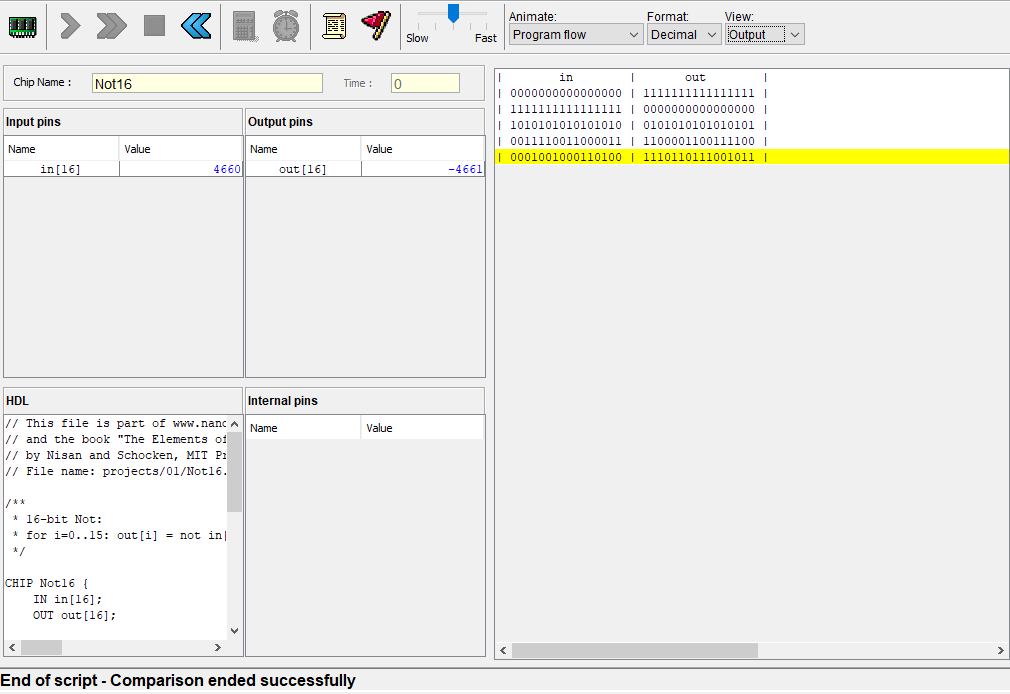 Slow Fast
Animate: Format: View:
Program flow Decimal Output
Chip Name : Not16 Time : 0
Input pins
Name Value
in[16] 4660
Output pins
Name Value
out[16] -4661
HDL
// This file is part of www.nanc
// and the book "The Elements of
// by Nisan and Schocken, MIT Pr
// File name: projects/01/Not16.
/**
* 16-bit Not:
* for i=0..15: out[i] = not in[
*/
CHIP Not16 {
IN in[16];
OUT out[16];
Internal pins
Name Value
| in | out |
| 0000000000000000 | 1111111111111111 |
| 1111111111111111 | 0000000000000000 |
| 1010101010101010 | 0101010101010101 |
| 0011110011000011 | 1100001100111100 |
| 0001001000110100 | 1110110111001011 |
End of script - Comparison ended successfully